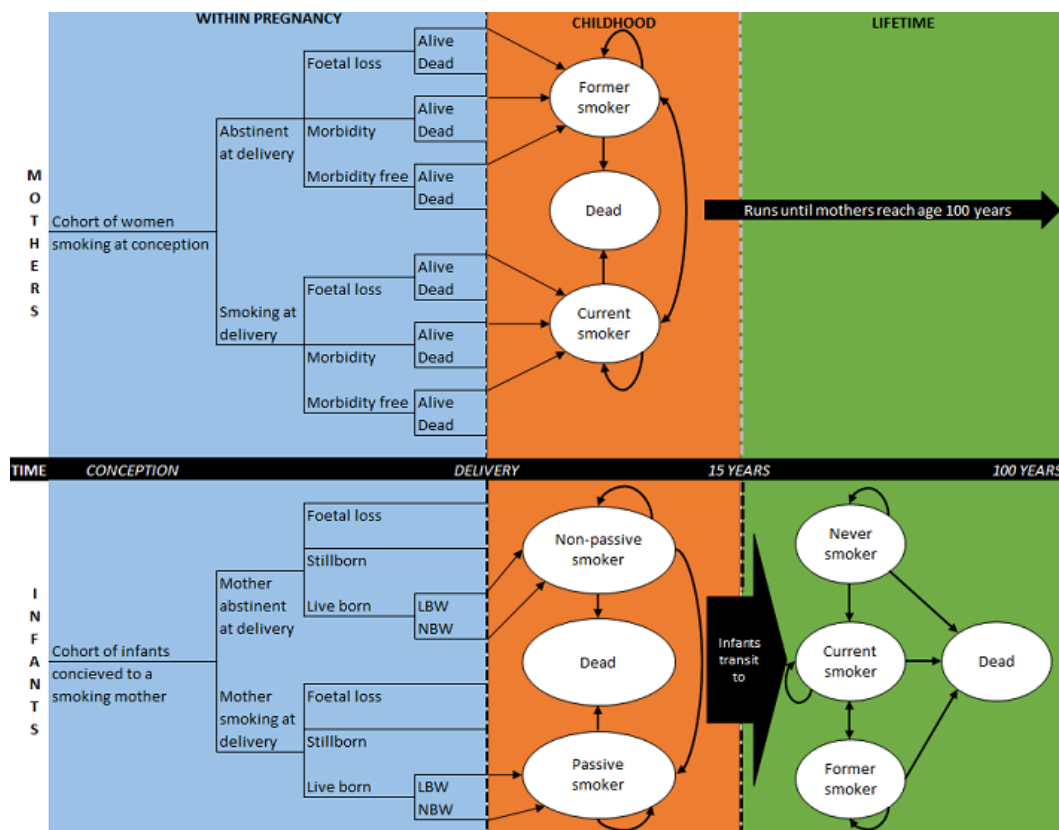 WITHIN PREGNANCY
CHILDHOOD
LIFETIME
MOTHERS
Cohort of women
smoking at conception
Abstinent
at delivery
Foetal loss
Alive
Dead
Morbidity
Alive
Dead
Morbidity free
Alive
Dead
Smoking at
delivery
Foetal loss
Alive
Dead
Morbidity
Alive
Dead
Morbidity free
Alive
Dead
Former
smoker
Dead
Current
smoker
Runs until mothers reach age 100 years
TIME
CONCEPTION
DELIVERY
15 YEARS
100 YEARS
INFANTS
Cohort of infants
concieved to a
smoking mother
Mother
abstinent
at delivery
Foetal loss
Stillborn
Live born
LBW
NBW
Mother
smoking at
delivery
Foetal loss
Stillborn
Live born
LBW
NBW
Non-passive
smoker
Dead
Passive
smoker
Infants
transit
to
Never
smoker
Current
smoker
Dead
Former
smoker